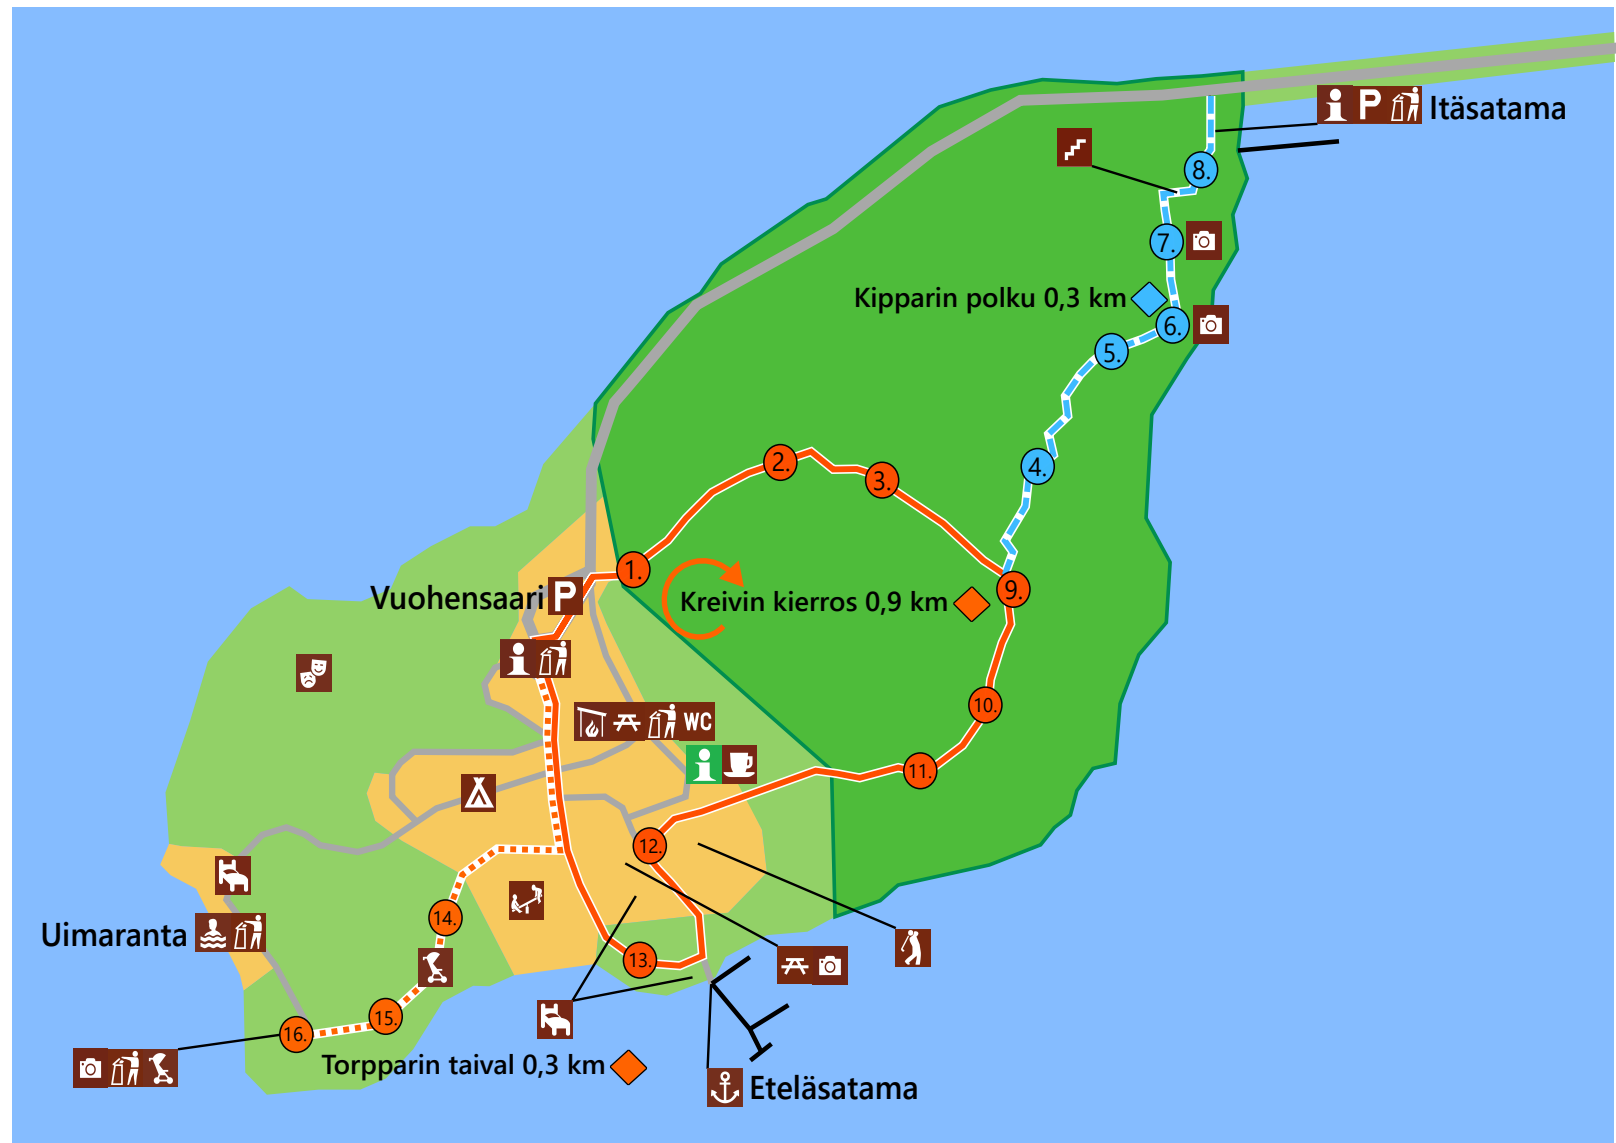 P Itäsatama
8.
7.
Kipparin polku 0,3 km
6.
5.
4.
2.
3.
1.
Vuohensaari P
Kreivin kierros 0,9 km
9.
10.
WC
11.
12.
14.
Uimaranta
13.
15.
16.
Torpparin taival 0,3 km
Eteläsatama